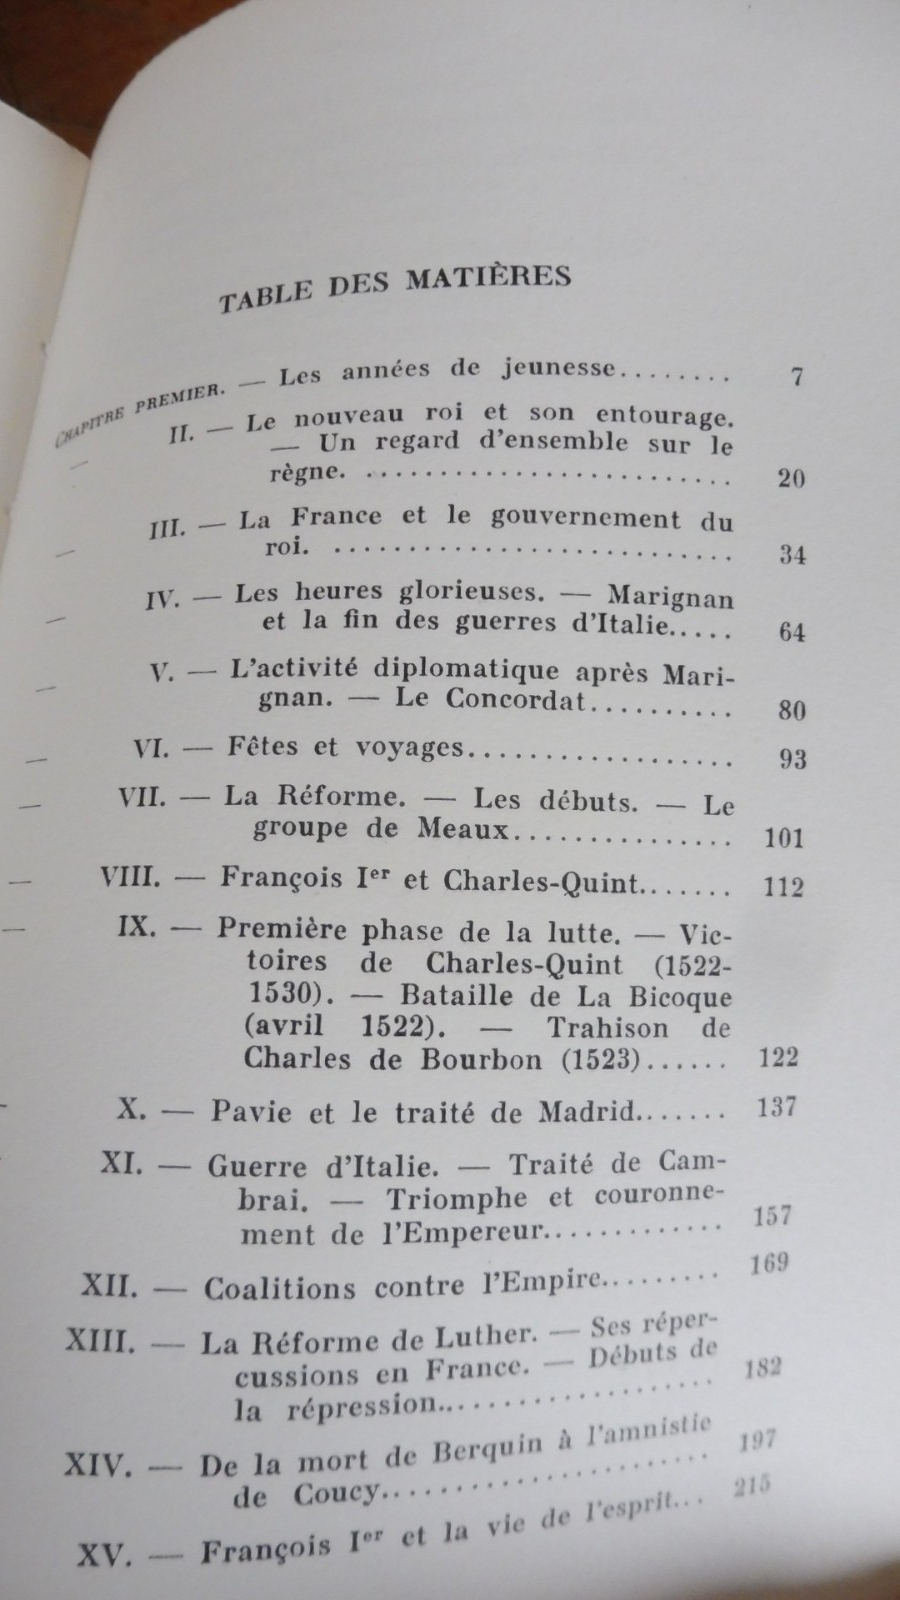 TABLE DES MATIÈRES
CHAPITRE PREMIER. — Les années de jeunesse........ 7
— II. — Le nouveau roi et son entourage.
— Un regard d'ensemble sur le
règne. ........................ 20
— III. — La France et le gouvernement du
roi. ........................... 34
— IV. — Les heures glorieuses. — Marignan
et la fin des guerres d'Italie..... 64
— V. — L'activité diplomatique après Mari-
gnan. — Le Concordat.......... 80
— VI. — Fêtes et voyages.................. 93
— VII. — La Réforme. — Les débuts. — Le
groupe de Meaux............... 101
— VIII. — François Ier et Charles-Quint....... 112
— IX. — Première phase de la lutte. — Vic-
toires de Charles-Quint (1522-
1530). — Bataille de La Bicoque
(avril 1522). — Trahison de
Charles de Bourbon (1523)...... 122
— X. — Pavie et le traité de Madrid....... 137
XI. — Guerre d'Italie. — Traité de Cam-
brai. — Triomphe et couronne-
ment de l'Empereur............. 157
XII. — Coalitions contre l'Empire......... 169
XIII. — La Réforme de Luther. — Ses réper-
cussions en France. — Débuts de
la répression................... 182
XIV. — De la mort de Berquin à l'amnistie
de Coucy....................... 197
XV. — François Ier et la vie de l'esprit... 215